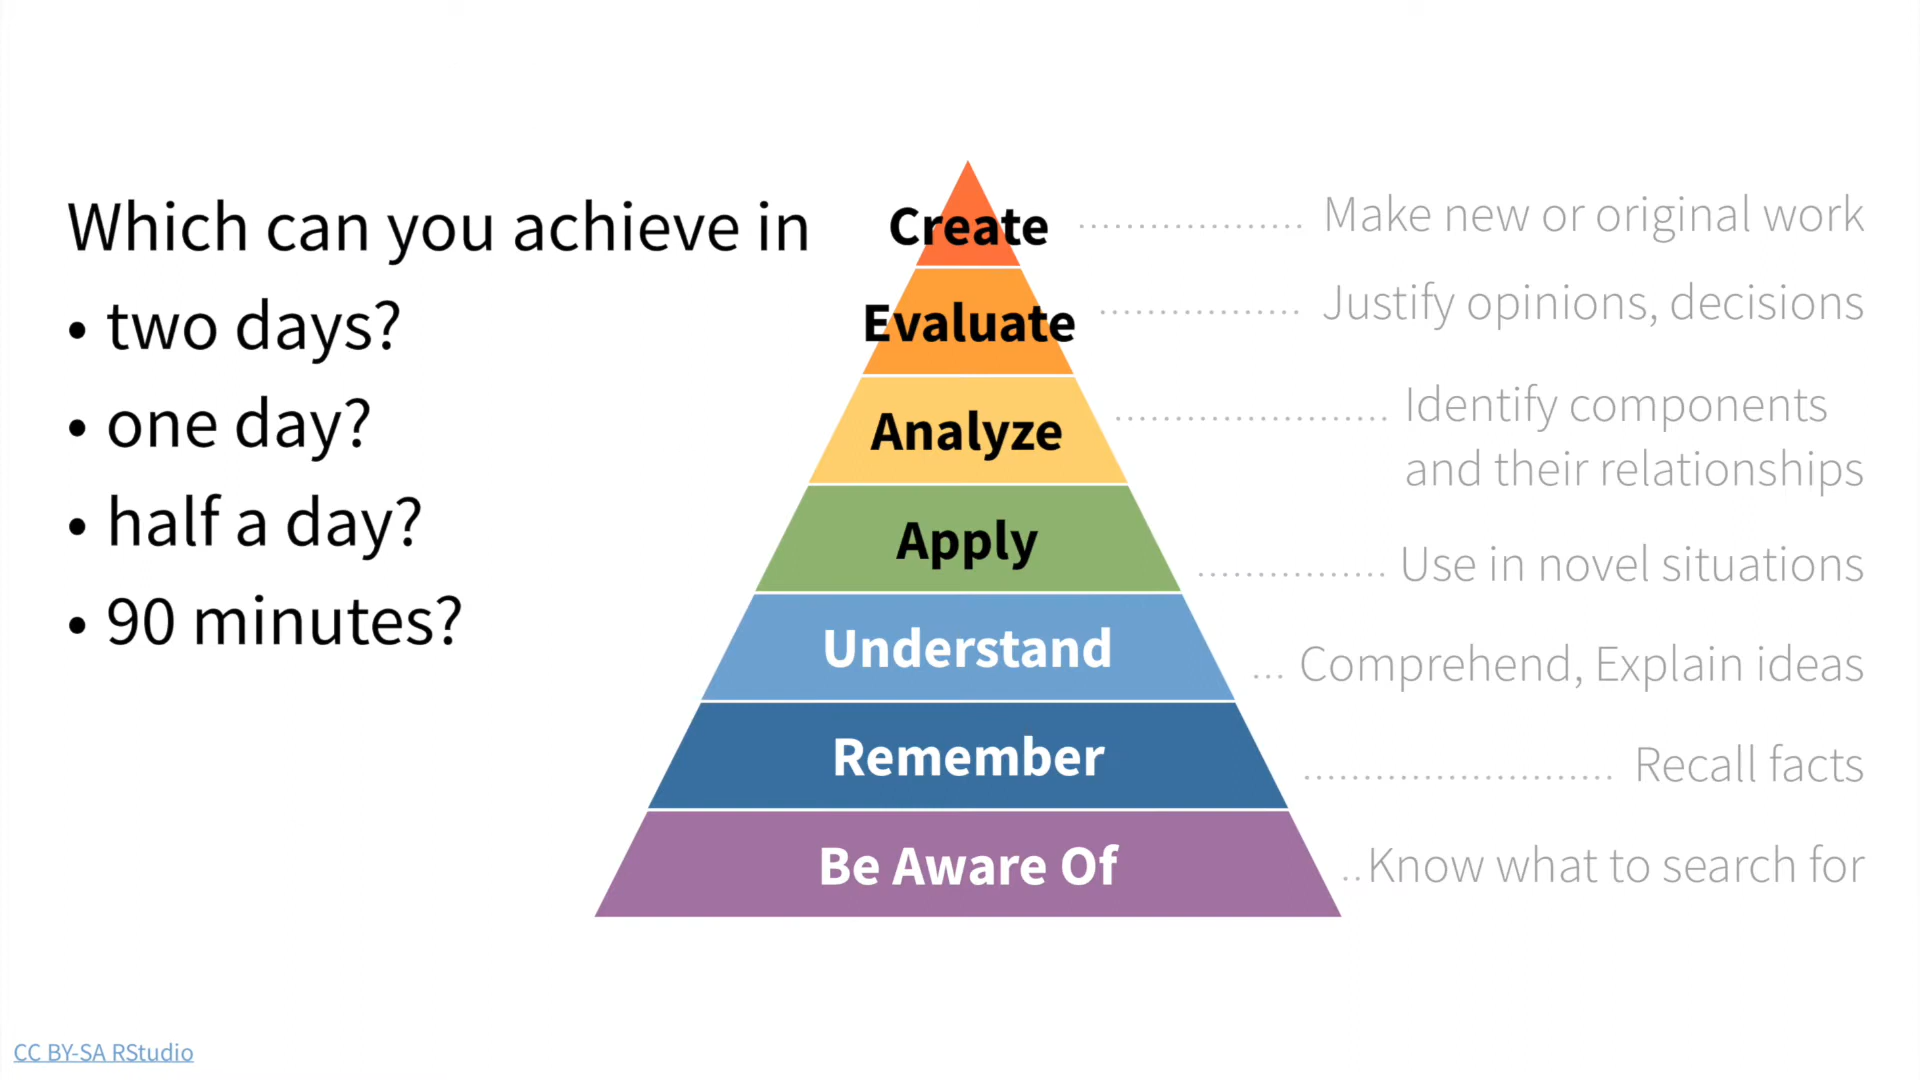 Which can you achieve in
• two days?
• one day?
• half a day?
• 90 minutes?
Create ................... Make new or original work
Evaluate ................. Justify opinions, decisions
Analyze ....................... Identify components
and their relationships
Apply ................ Use in novel situations
Understand ... Comprehend, Explain ideas
Remember .......................... Recall facts
Be Aware Of ..Know what to search for
CC BY-SA RStudio